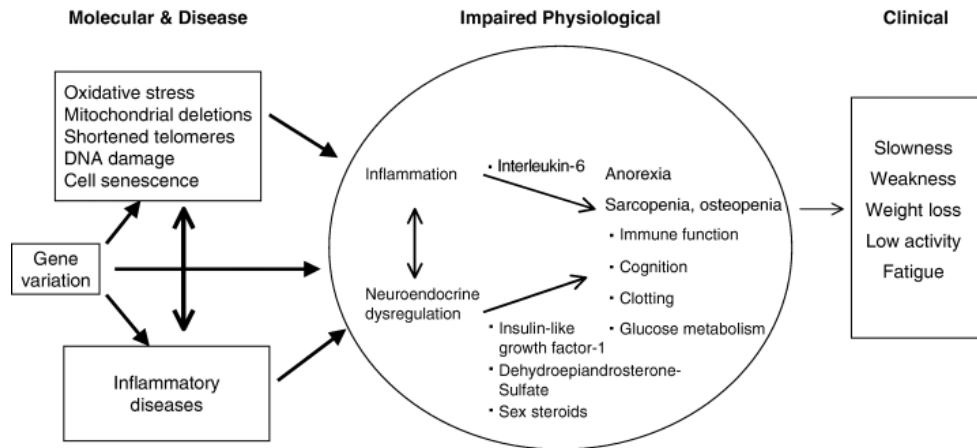 Molecular & Disease
Impaired Physiological
Clinical
Oxidative stress
Mitochondrial deletions
Shortened telomeres
DNA damage
Cell senescence
Gene
variation
Inflammatory
diseases
Inflammation
▪ Interleukin-6
Neuroendocrine
dysregulation
▪ Insulin-like
growth factor-1
▪ Dehydroepiandrosterone-
Sulfate
▪ Sex steroids
Anorexia
Sarcopenia, osteopenia
▪ Immune function
▪ Cognition
▪ Clotting
▪ Glucose metabolism
Slowness
Weakness
Weight loss
Low activity
Fatigue